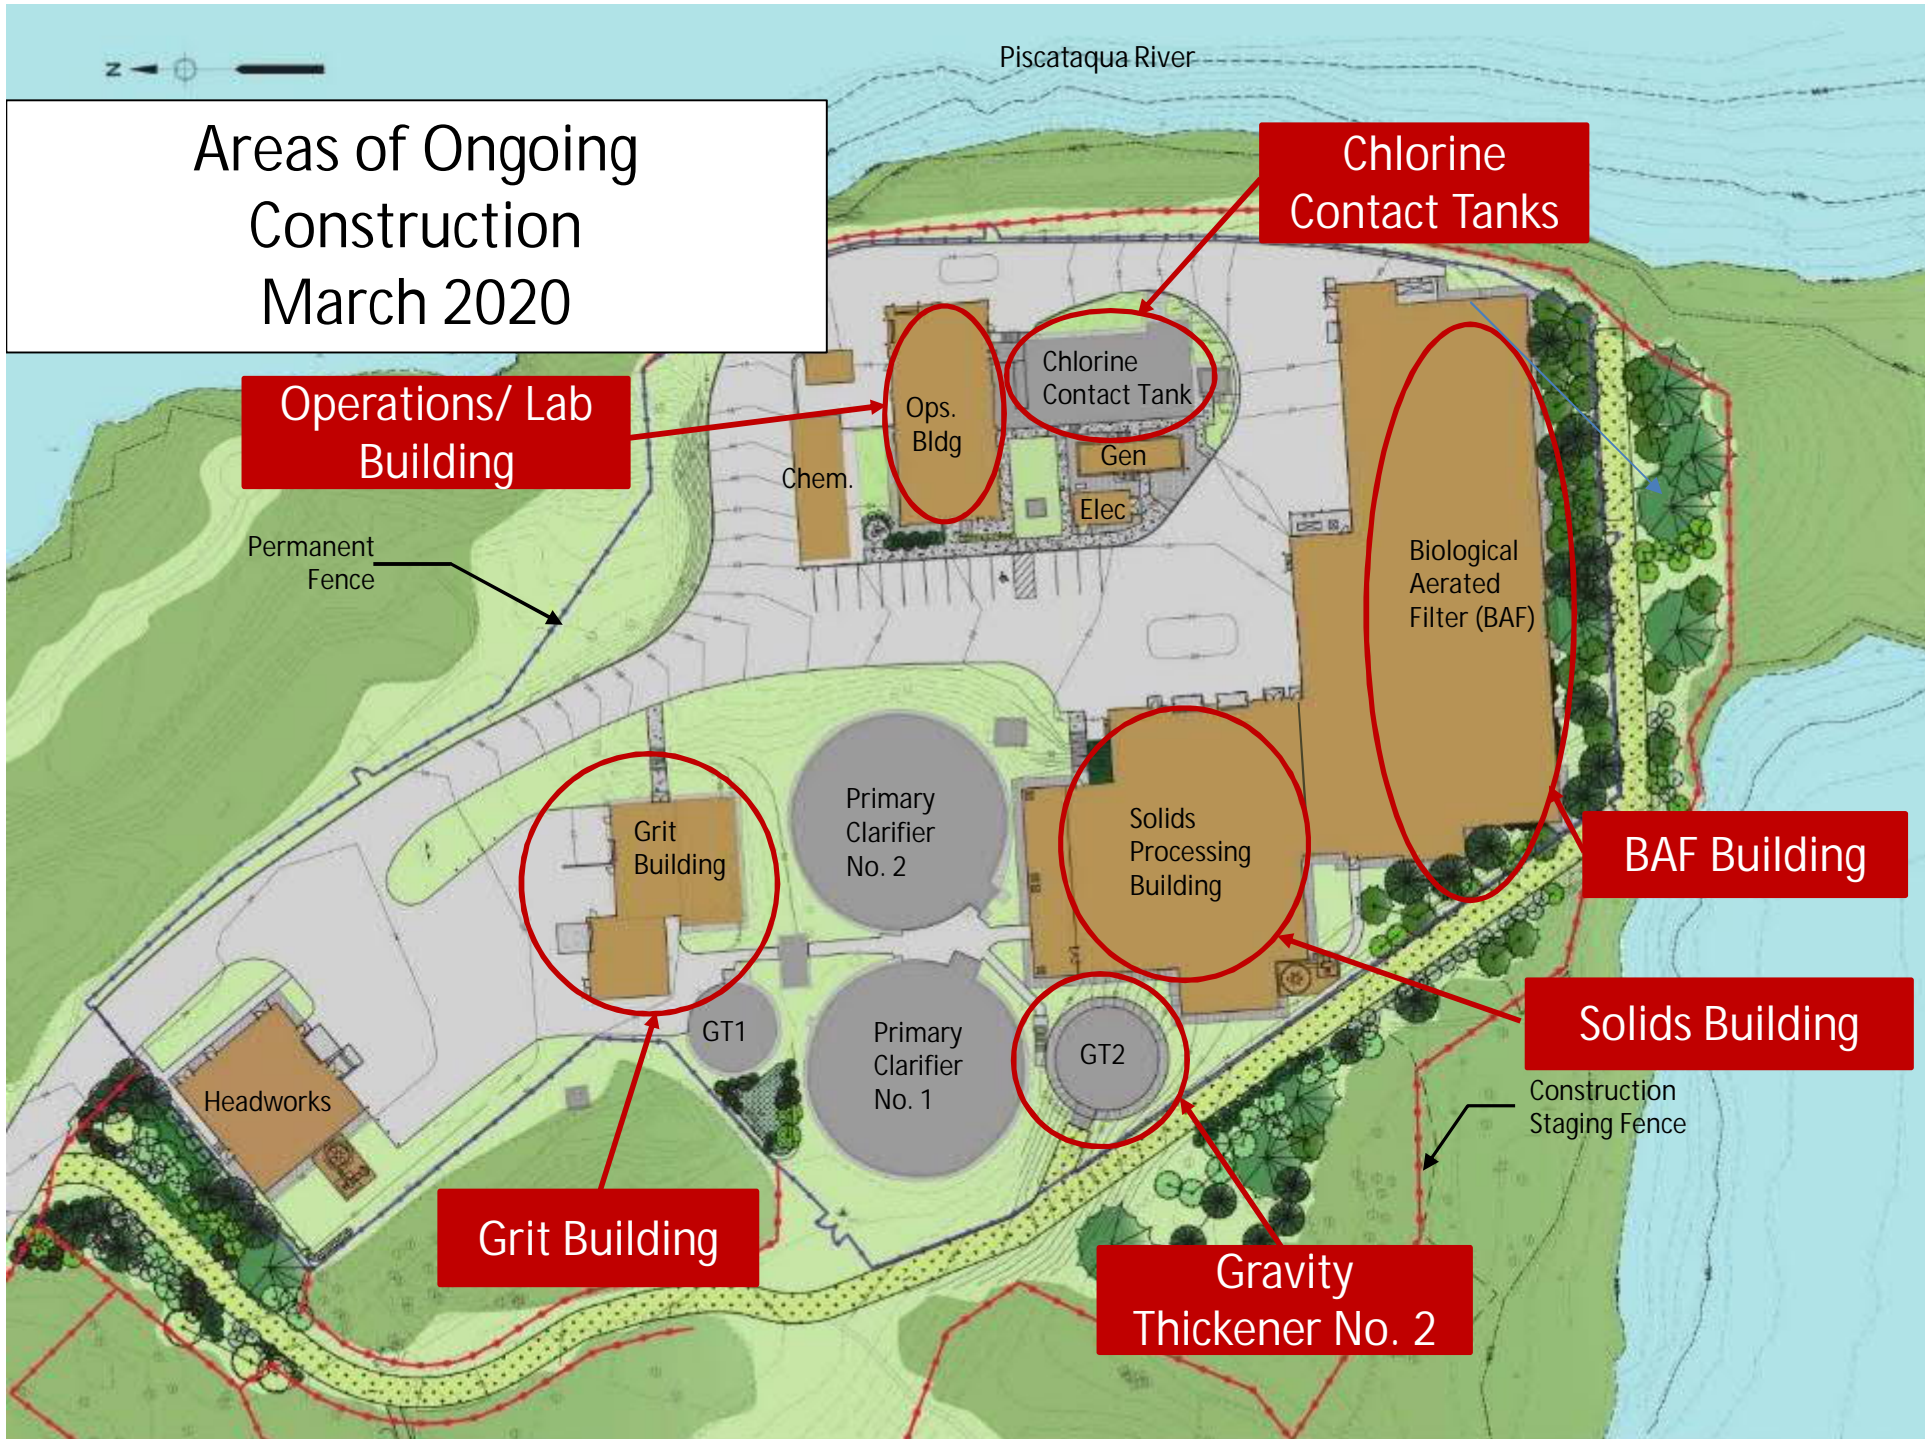 Piscataqua River
N
Areas of Ongoing
Construction
March 2020
Chlorine
Contact Tanks
Operations/ Lab
Building
Chlorine
Contact Tank
Ops.
Bldg
Gen
Chem.
Elec
Permanent
Fence
Biological
Aerated
Filter (BAF)
Primary
Clarifier
No. 2
Grit
Building
Solids
Processing
Building
BAF Building
Solids Building
GT1
Primary
Clarifier
No. 1
GT2
Headworks
Construction
Staging Fence
Grit Building
Gravity
Thickener No. 2